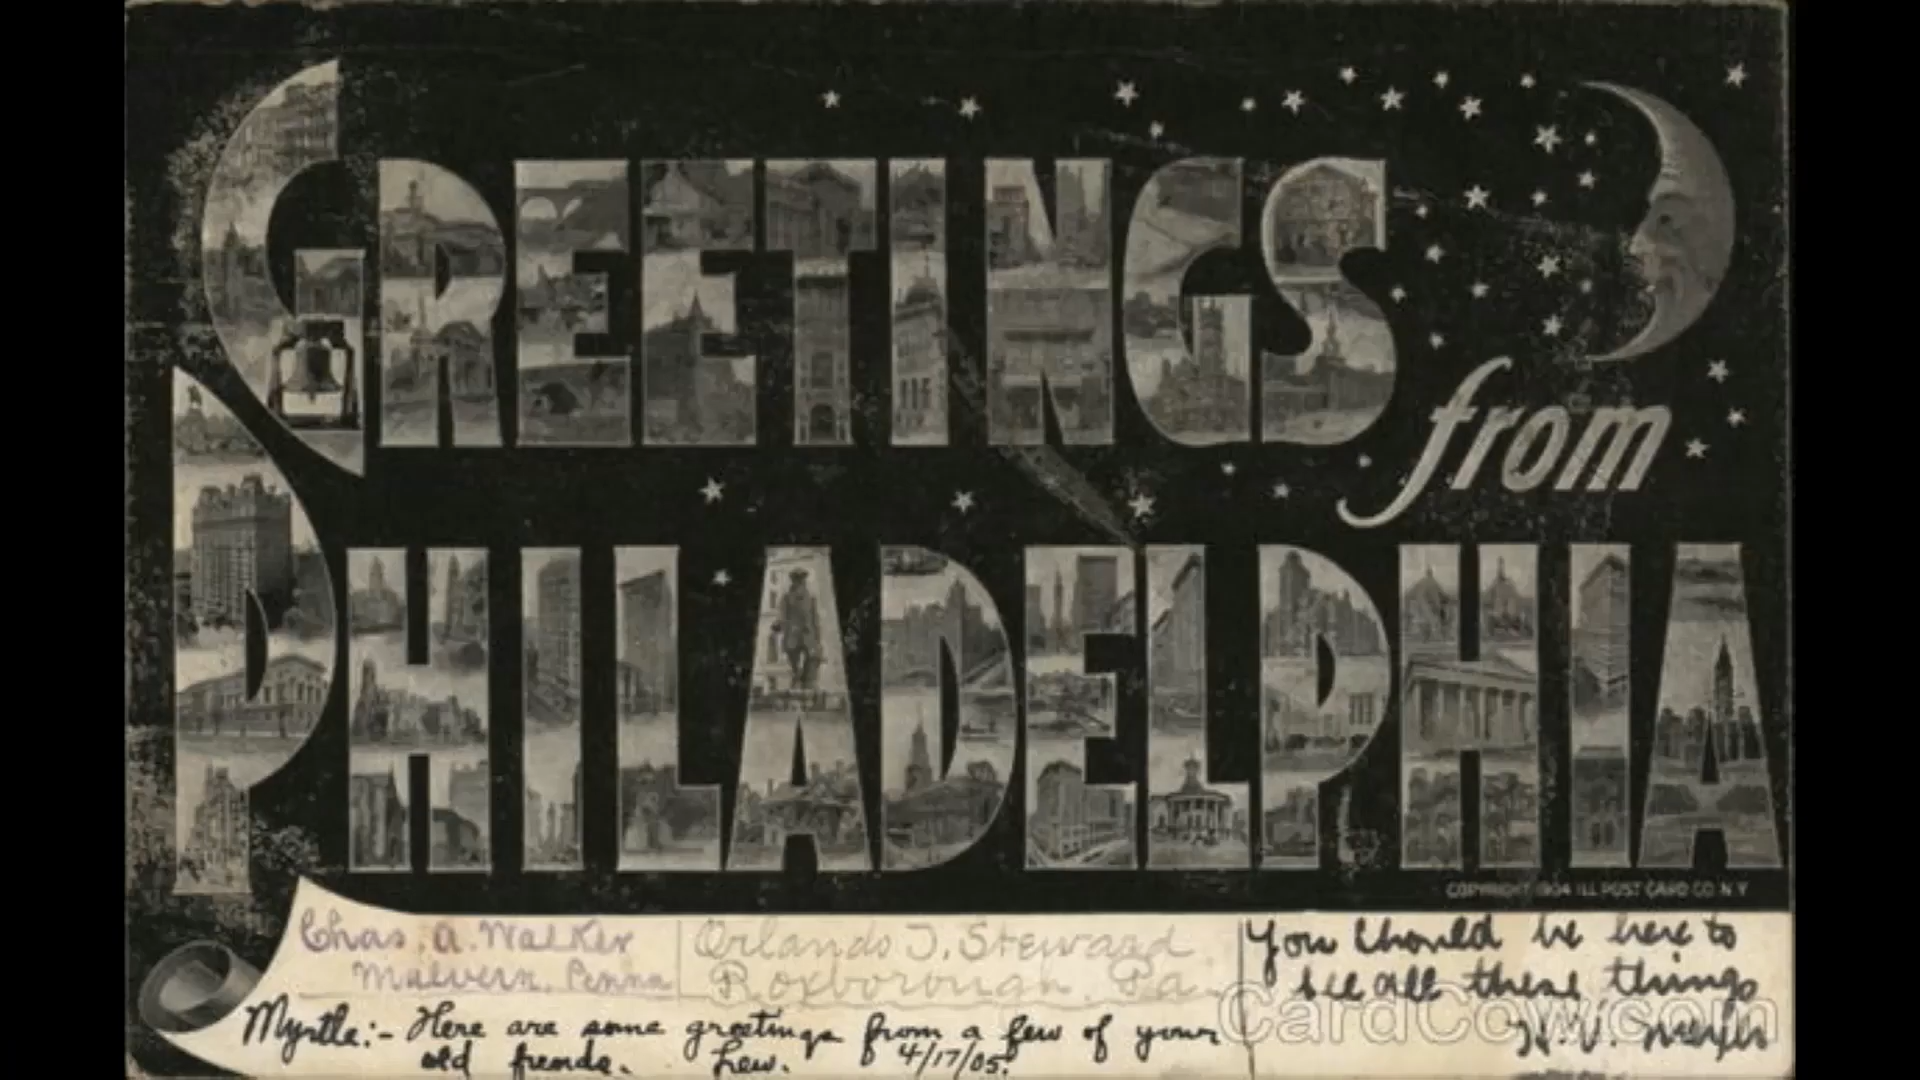 GREETINGS
from
PHILADELPHIA
COPYRIGHT 1904 ILL. POST CARD CO. N.Y.
Chas. A. Walker
Malvern, Penna
Orlando J. Steward
Roxborough, Pa.
You should be here to
see all these things
H. V.
Myrtle:- Here are some greetings from a few of your
old friends. Lew. 4/17/05.
CardCow.com